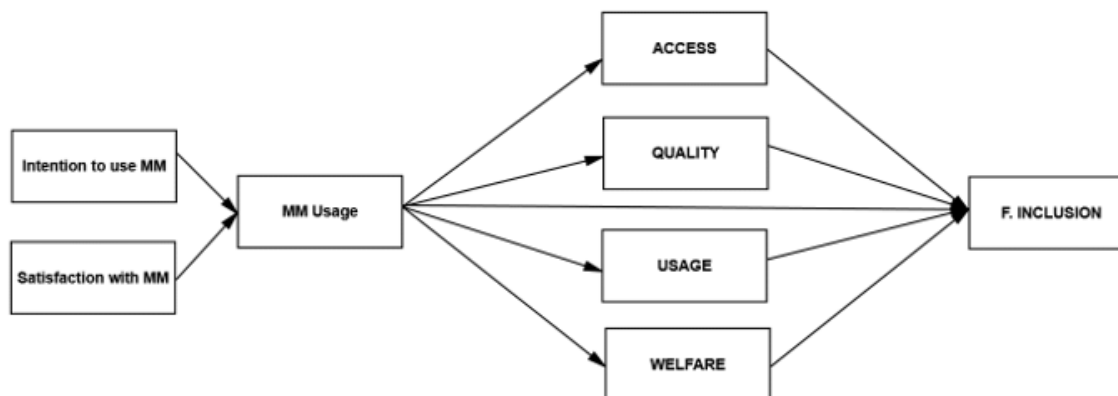 ACCESS
Intention to use MM
QUALITY
MM Usage
F. INCLUSION
Satisfaction with MM
USAGE
WELFARE